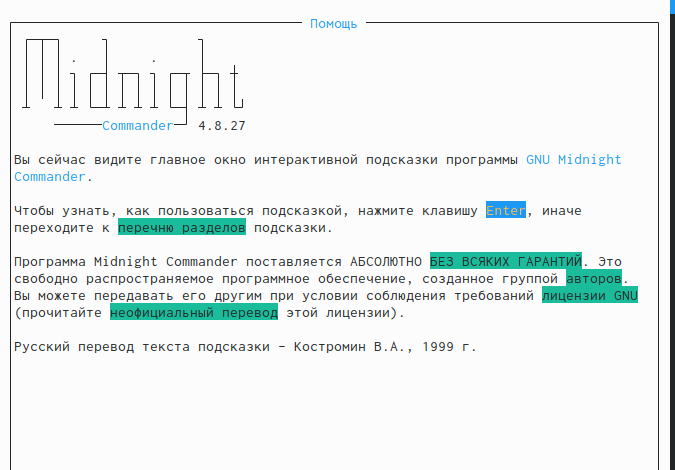 Помощь
Midnight
Commander 4.8.27
Вы сейчас видите главное окно интерактивной подсказки программы GNU Midnight
Commander.
Чтобы узнать, как пользоваться подсказкой, нажмите клавишу Enter, иначе
переходите к перечню разделов подсказки.
Программа Midnight Commander поставляется АБСОЛЮТНО БЕЗ ВСЯКИХ ГАРАНТИЙ. Это
свободно распространяемое программное обеспечение, созданное группой авторов.
Вы можете передавать его другим при условии соблюдения требований лицензии GNU
(прочитайте неофициальный перевод этой лицензии).
Русский перевод текста подсказки – Костромин В.А., 1999 г.